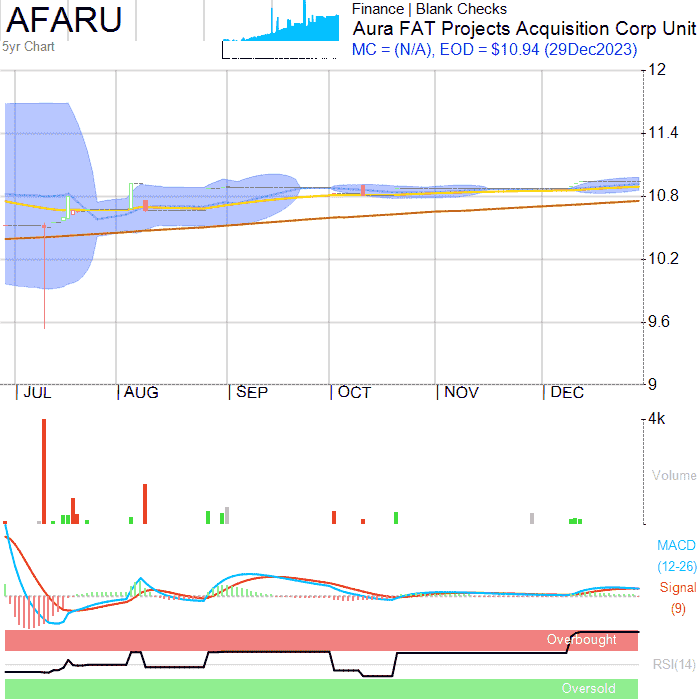 AFARU
5yr Chart
Finance | Blank Checks
Aura FAT Projects Acquisition Corp Unit
MC = (N/A), EOD = $10.94 (29Dec2023)
12
11.4
10.8
10.2
9.6
9
JUL AUG SEP OCT NOV DEC
4k
Volume
MACD
(12-26)
Signal
(9)
Overbought
RSI(14)
Oversold